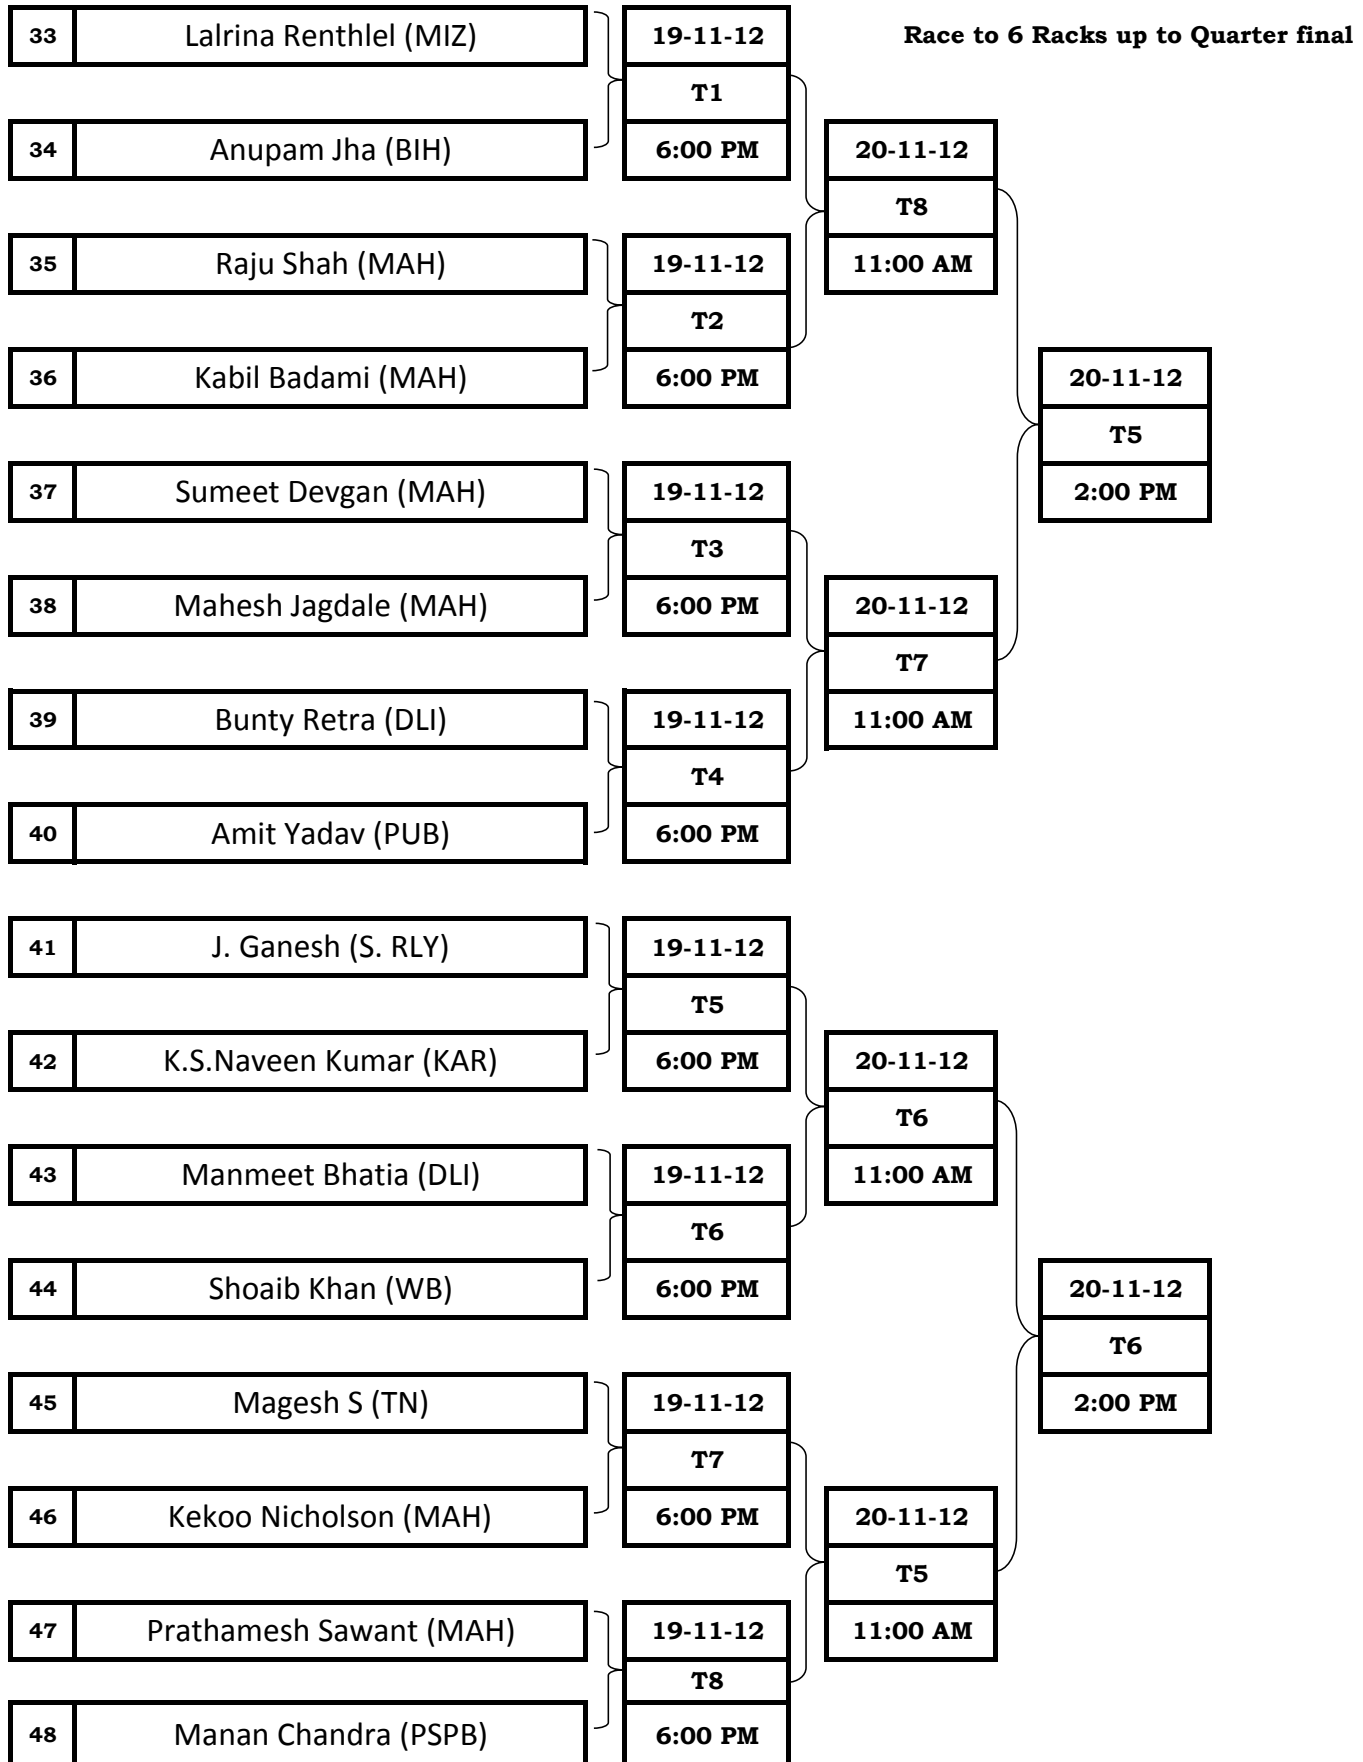 33 Lalrina Renthlel (MIZ) 19-11-12 Race to 6 Racks up to Quarter final
T1
34 Anupam Jha (BIH) 6:00 PM 20-11-12
T8
35 Raju Shah (MAH) 19-11-12 11:00 AM
T2
36 Kabil Badami (MAH) 6:00 PM 20-11-12
T5
37 Sumeet Devgan (MAH) 19-11-12 2:00 PM
T3
38 Mahesh Jagdale (MAH) 6:00 PM 20-11-12
T7
39 Bunty Retra (DLI) 19-11-12 11:00 AM
T4
40 Amit Yadav (PUB) 6:00 PM
41 J. Ganesh (S. RLY) 19-11-12
T5
42 K.S.Naveen Kumar (KAR) 6:00 PM 20-11-12
T6
43 Manmeet Bhatia (DLI) 19-11-12 11:00 AM
T6
44 Shoaib Khan (WB) 6:00 PM 20-11-12
T6
45 Magesh S (TN) 19-11-12 2:00 PM
T7
46 Kekoo Nicholson (MAH) 6:00 PM 20-11-12
T5
47 Prathamesh Sawant (MAH) 19-11-12 11:00 AM
T8
48 Manan Chandra (PSPB) 6:00 PM